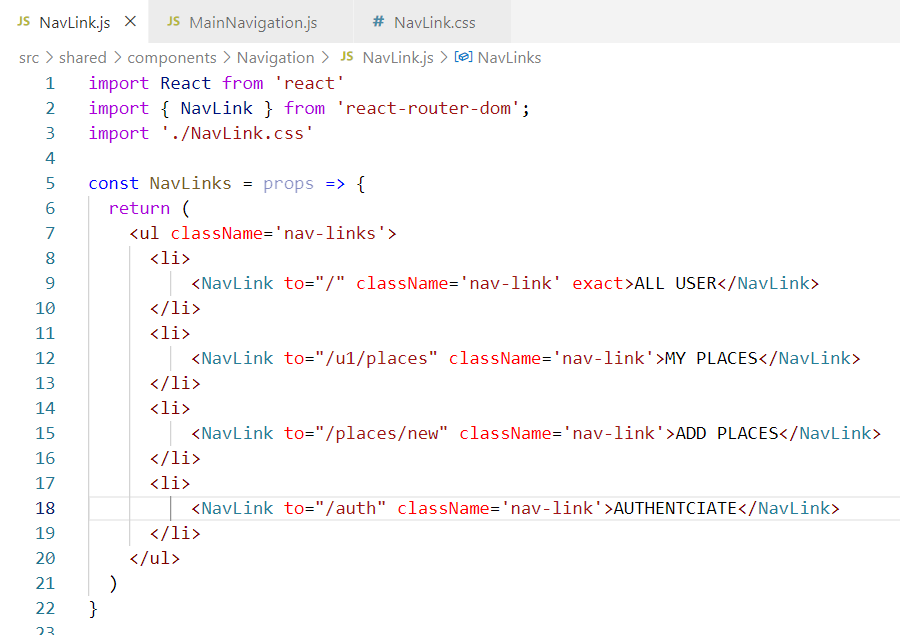 JS NavLink.js × JS MainNavigation.js # NavLink.css
src > shared > components > Navigation > JS NavLink.js > NavLinks
1 import React from 'react'
2 import { NavLink } from 'react-router-dom';
3 import './NavLink.css'
4
5 const NavLinks = props => {
6 return (
7 <ul className='nav-links'>
8 <li>
9 <NavLink to="/" className='nav-link' exact>ALL USER</NavLink>
10 </li>
11 <li>
12 <NavLink to="/u1/places" className='nav-link'>MY PLACES</NavLink>
13 </li>
14 <li>
15 <NavLink to="/places/new" className='nav-link'>ADD PLACES</NavLink>
16 </li>
17 <li>
18 <NavLink to="/auth" className='nav-link'>AUTHENTCIATE</NavLink>
19 </li>
20 </ul>
21 )
22 }
23